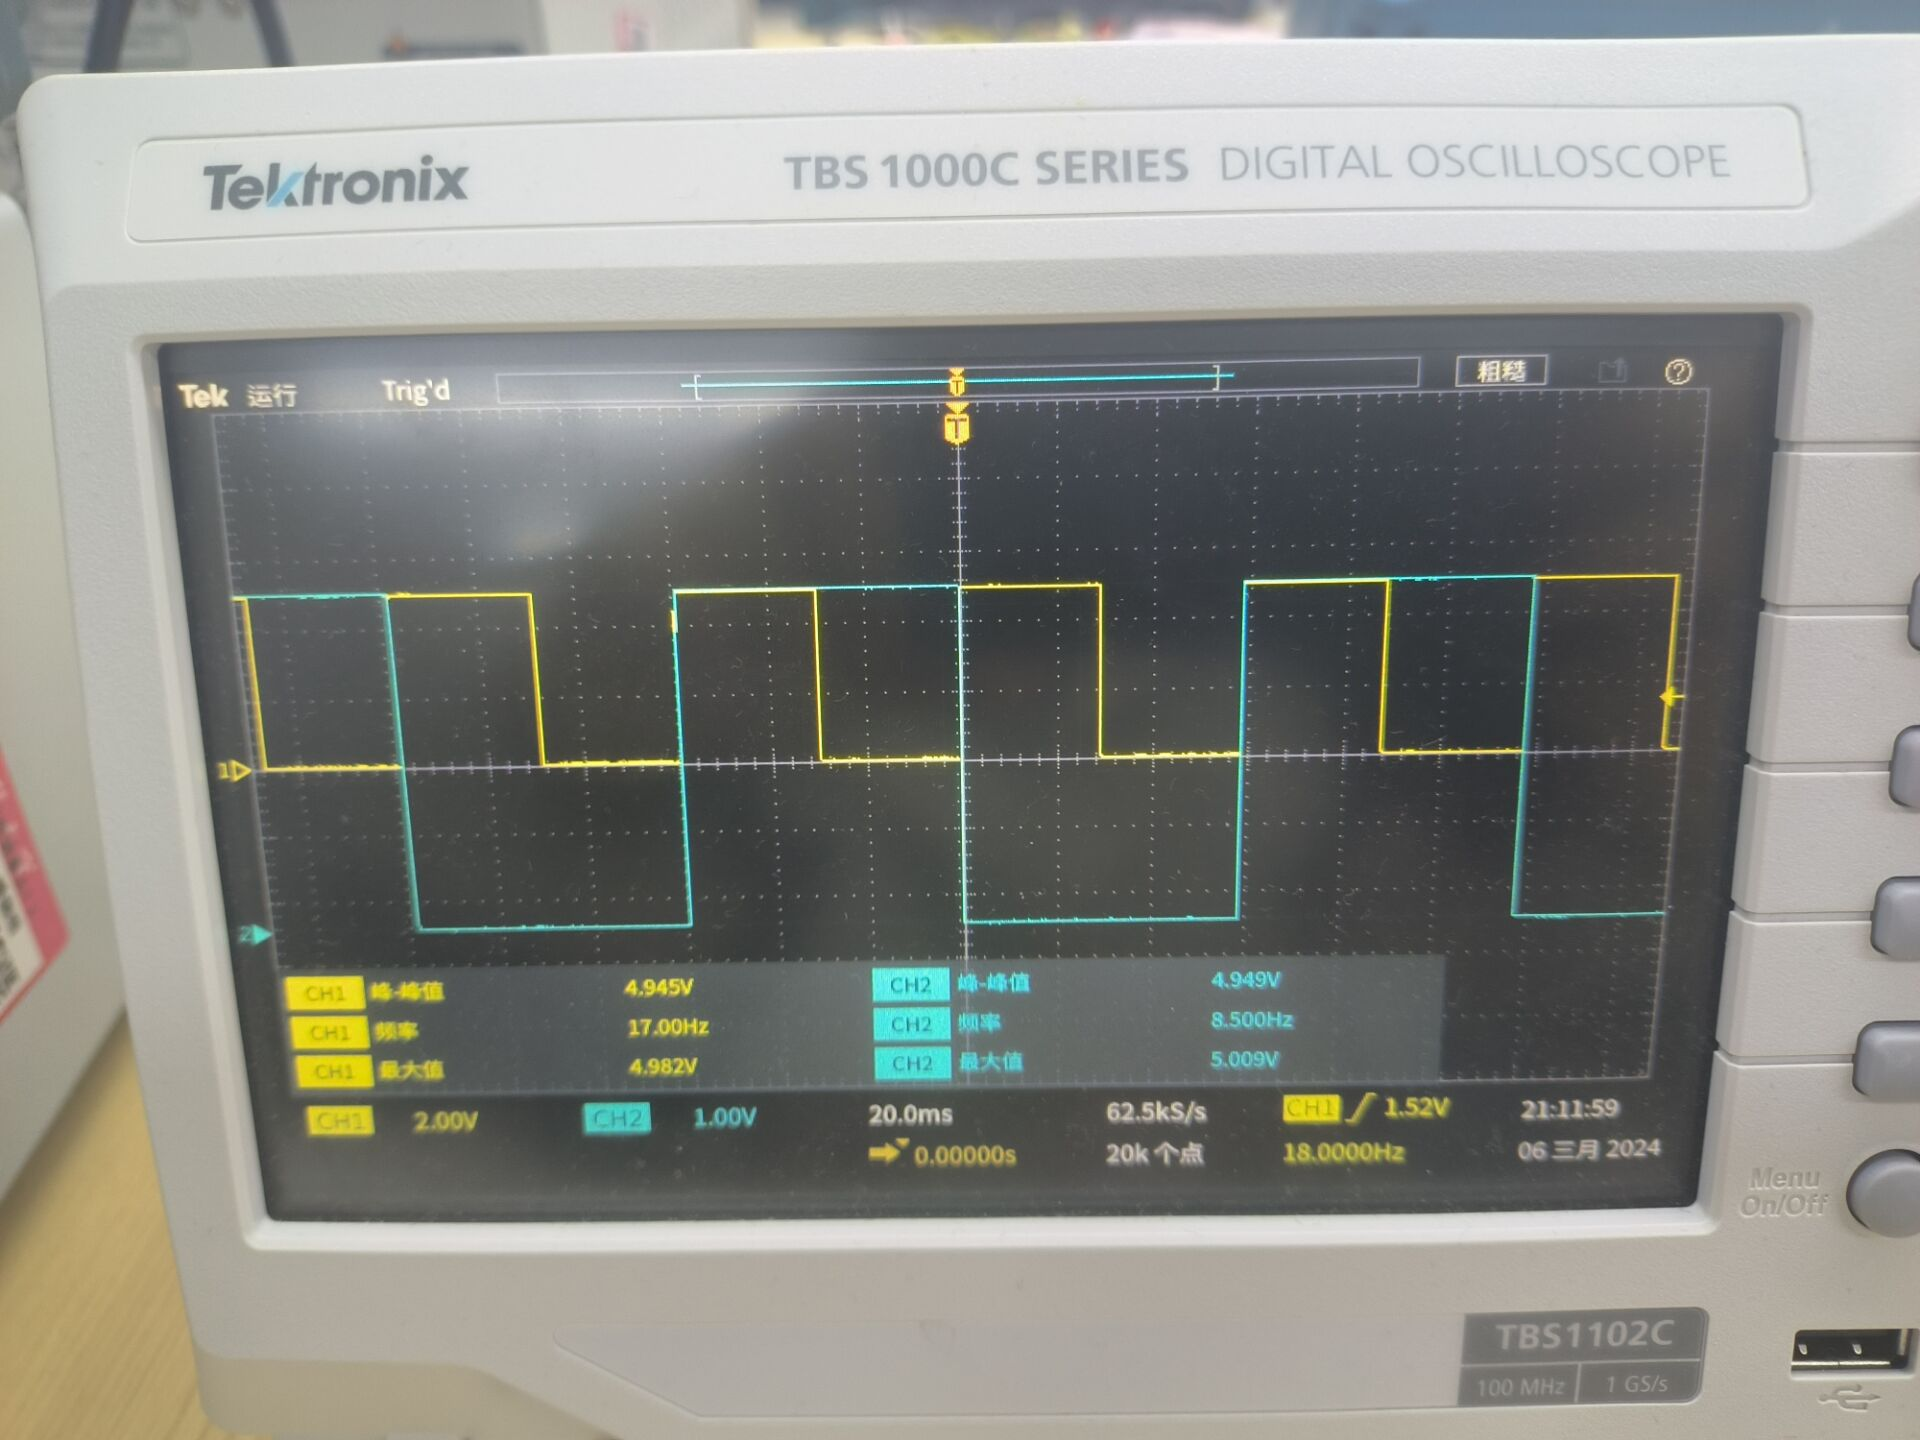 Tektronix TBS 1000C SERIES DIGITAL OSCILLOSCOPE
Tek 运行 Trig'd 粗糙 ?
T
T
1
2
CH1 峰-峰值 4.945V CH2 峰-峰值 4.949V
CH1 频率 17.00Hz CH2 频率 8.500Hz
CH1 最大值 4.982V CH2 最大值 5.009V
CH1 2.00V CH2 1.00V 20.0ms 62.5kS/s CH1 1.52V 21:11:59
0.00000s 20k 个点 18.0000Hz 06 三月 2024
Menu
On/Off
TBS1102C
100 MHz 1 GS/s